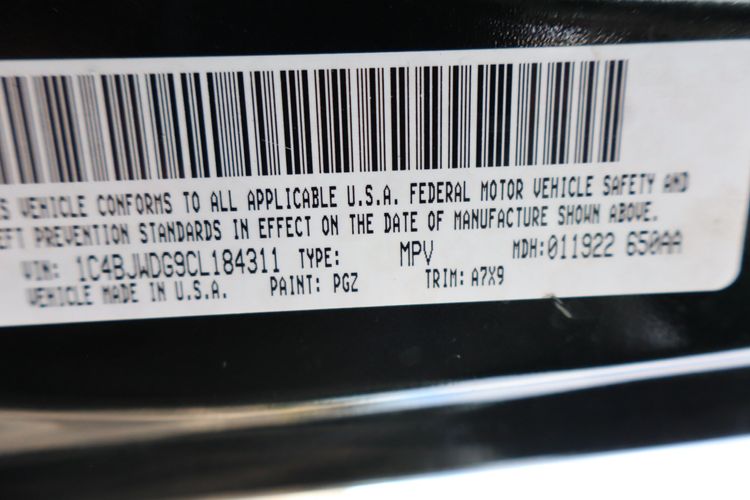 VEHICLE CONFORMS TO ALL APPLICABLE U.S.A. FEDERAL MOTOR VEHICLE SAFETY AND
PREVENTION STANDARDS IN EFFECT ON THE DATE OF MANUFACTURE SHOWN ABOVE.
VIN: 1C4BJWDG9CL184311 TYPE: MPV MDH: 011922 650AA
VEHICLE MADE IN U.S.A. PAINT: PGZ TRIM: A7X9